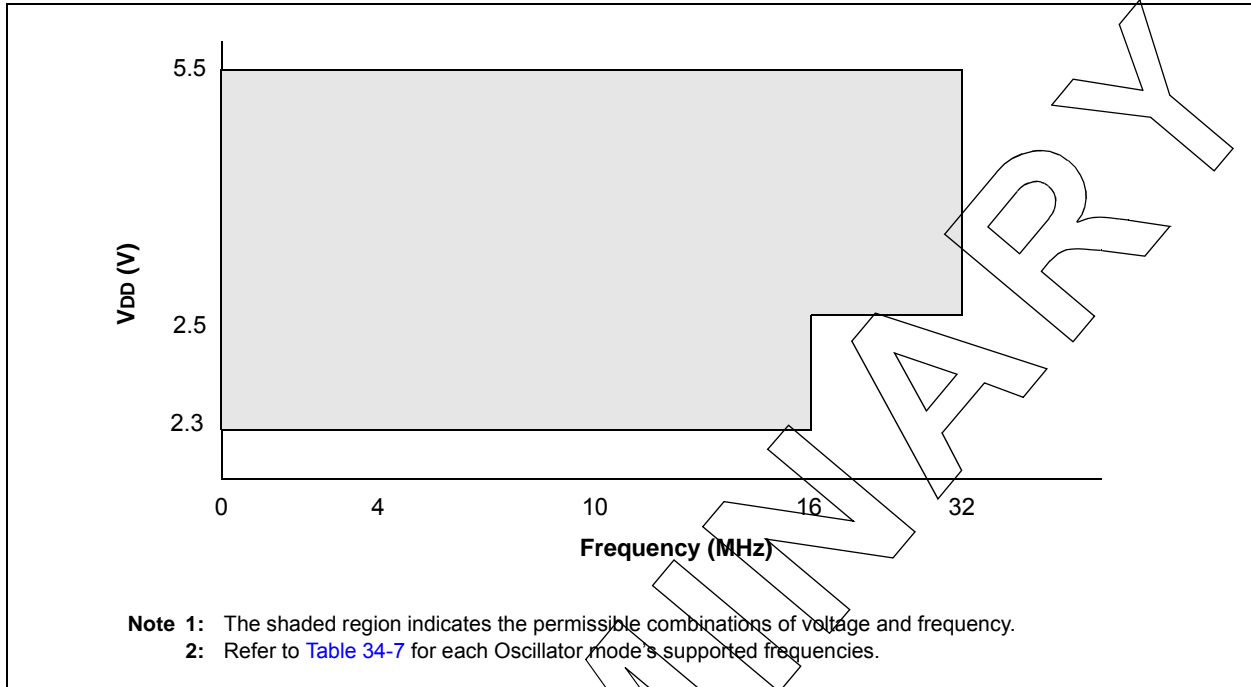 5.5
VDD (V)
2.5
2.3
0 4 10 16 32
Frequency (MHz)
Note 1: The shaded region indicates the permissible combinations of voltage and frequency.
2: Refer to Table 34-7 for each Oscillator mode's supported frequencies.
INARY